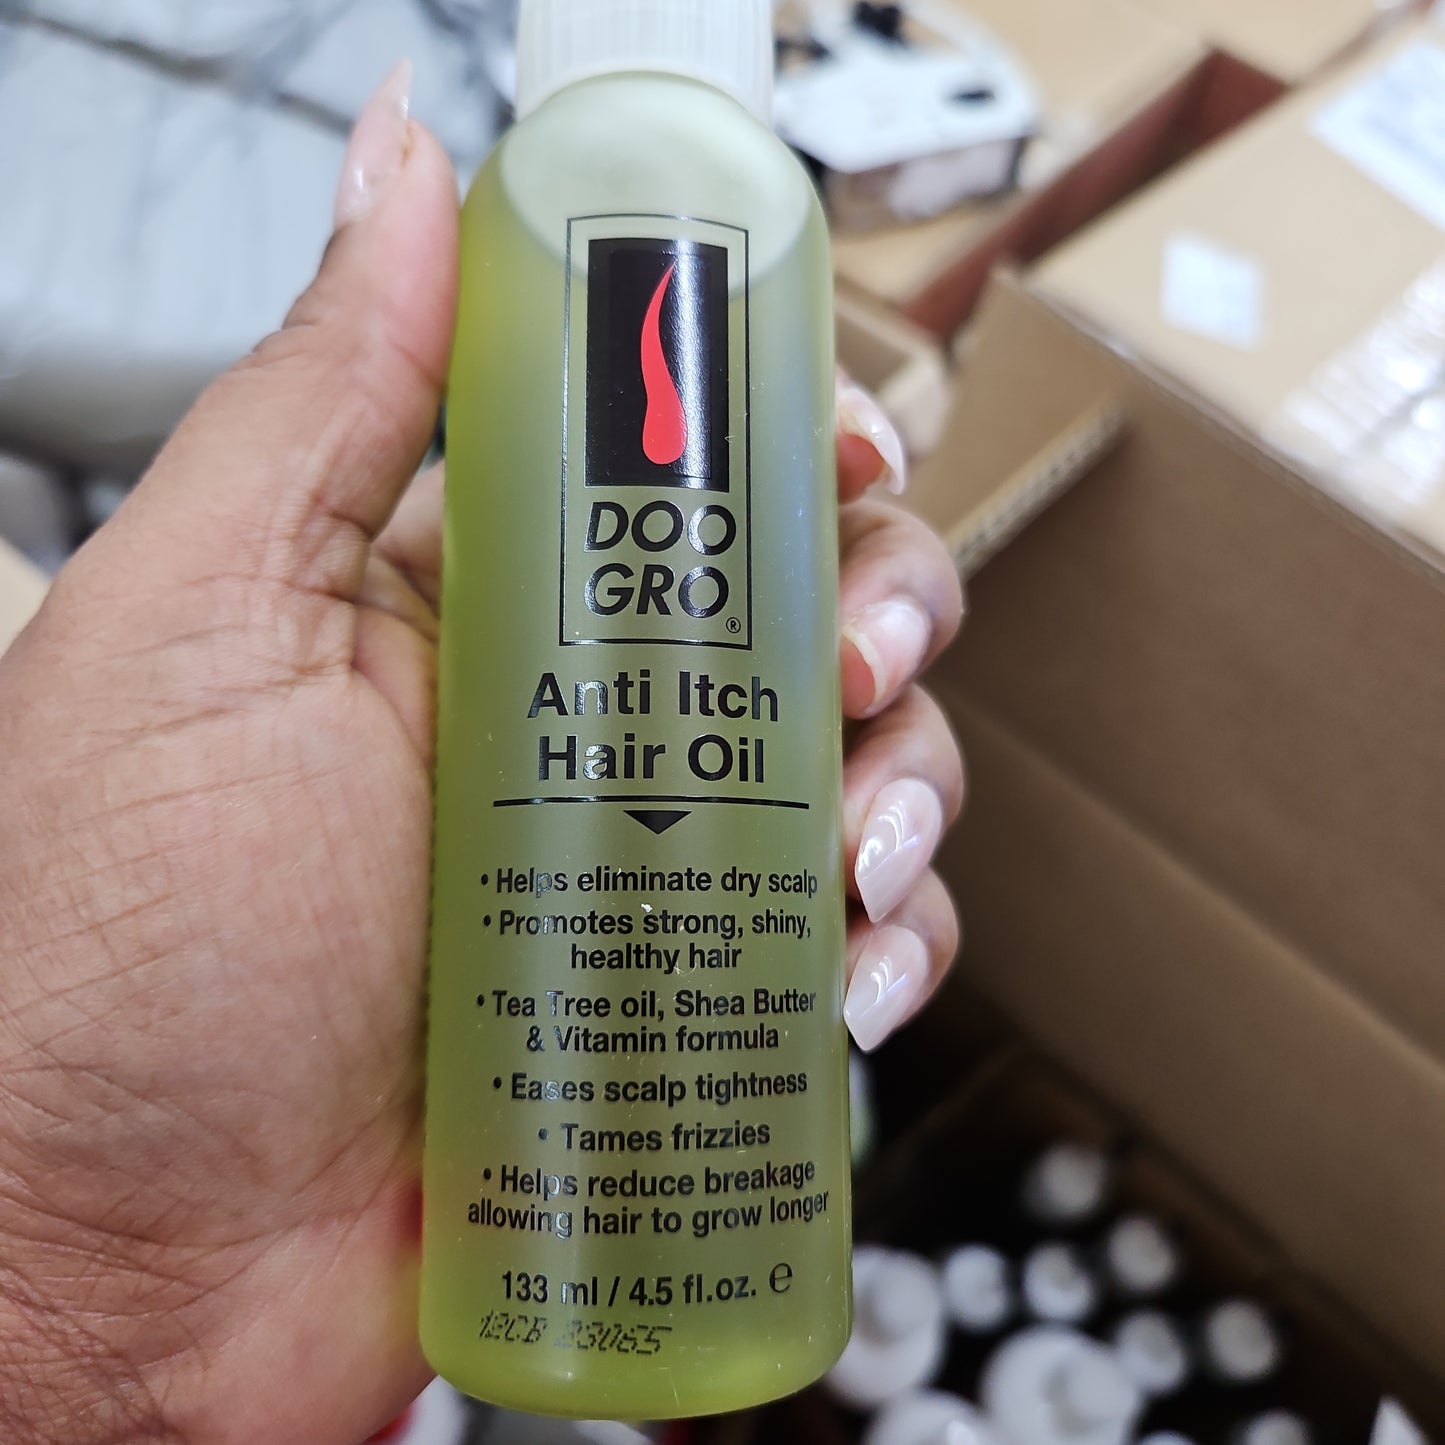 DOO
GRO®
Anti Itch
Hair Oil
• Helps eliminate dry scalp
• Promotes strong, shiny,
healthy hair
• Tea Tree oil, Shea Butter
& Vitamin formula
• Eases scalp tightness
• Tames frizzies
• Helps reduce breakage
allowing hair to grow longer
133 ml / 4.5 fl.oz. ℮
12CB 23065